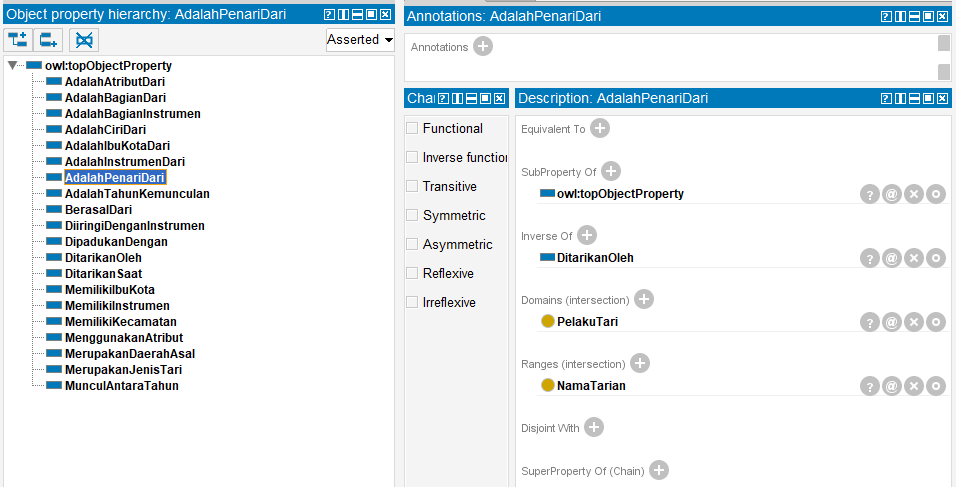 Object property hierarchy: AdalahPenariDari
Asserted
owl:topObjectProperty
AdalahAtributDari
AdalahBagianDari
AdalahBagianInstrumen
AdalahCiriDari
AdalahIbuKotaDari
AdalahInstrumenDari
AdalahPenariDari
AdalahTahunKemunculan
BerasalDari
DiiringiDenganInstrumen
DipadukanDengan
DitarikanOleh
DitarikanSaat
MemilikiIbuKota
MemilikiInstrumen
MemilikiKecamatan
MenggunakanAtribut
MerupakanDaerahAsal
MerupakanJenisTari
MunculAntaraTahun
Annotations: AdalahPenariDari
Annotations
Cha
Functional
Inverse function
Transitive
Symmetric
Asymmetric
Reflexive
Irreflexive
Description: AdalahPenariDari
Equivalent To
SubProperty Of
owl:topObjectProperty
Inverse Of
DitarikanOleh
Domains (intersection)
PelakuTari
Ranges (intersection)
NamaTarian
Disjoint With
SuperProperty Of (Chain)